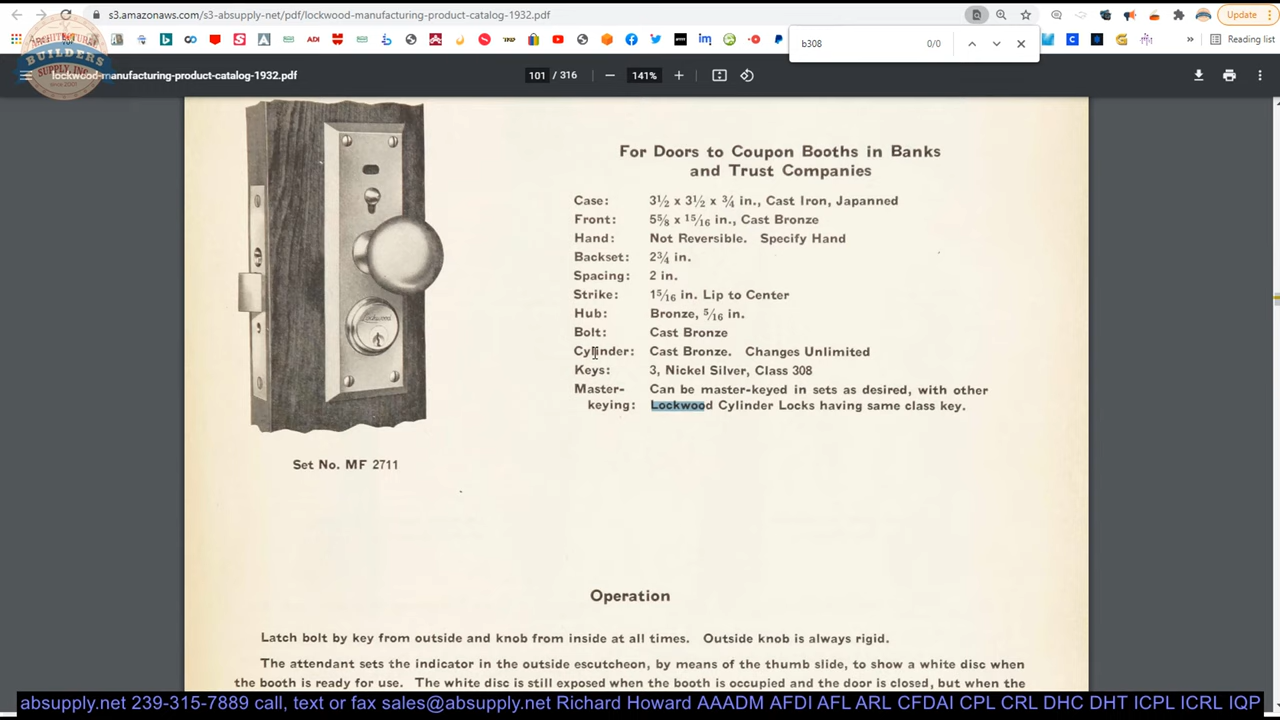 s3.amazonaws.com/s3-absupply.net/pdf/lockwood-manufacturing-product-catalog-1932.pdf
Update
b308
0/0
ADI
Reading list
ARCHITECTURAL
BUILDERS
SUPPLY, INC.
since 2001
lockwood-manufacturing-product-catalog-1932.pdf
101 / 316
141%
For Doors to Coupon Booths in Banks
and Trust Companies
Case: 3½ x 3½ x ¾ in., Cast Iron, Japanned
Front: 5⅝ x 15/16 in., Cast Bronze
Hand: Not Reversible. Specify Hand
Backset: 2¾ in.
Spacing: 2 in.
Strike: 1 5/16 in. Lip to Center
Hub: Bronze, 5/16 in.
Bolt: Cast Bronze
Cylinder: Cast Bronze. Changes Unlimited
Keys: 3, Nickel Silver, Class 308
Master- Can be master-keyed in sets as desired, with other
keying: Lockwood Cylinder Locks having same class key.
Set No. MF 2711
Operation
Latch bolt by key from outside and knob from inside at all times. Outside knob is always rigid.
The attendant sets the indicator in the outside escutcheon, by means of the thumb slide, to show a white disc when
the booth is ready for use. The white disc is still exposed when the booth is occupied and the door is closed, but when the
absupply.net 239-315-7889 call, text or fax sales@absupply.net Richard Howard AAADM AFDI AFL ARL CFDAI CPL CRL DHC DHT ICPL ICRL IQP